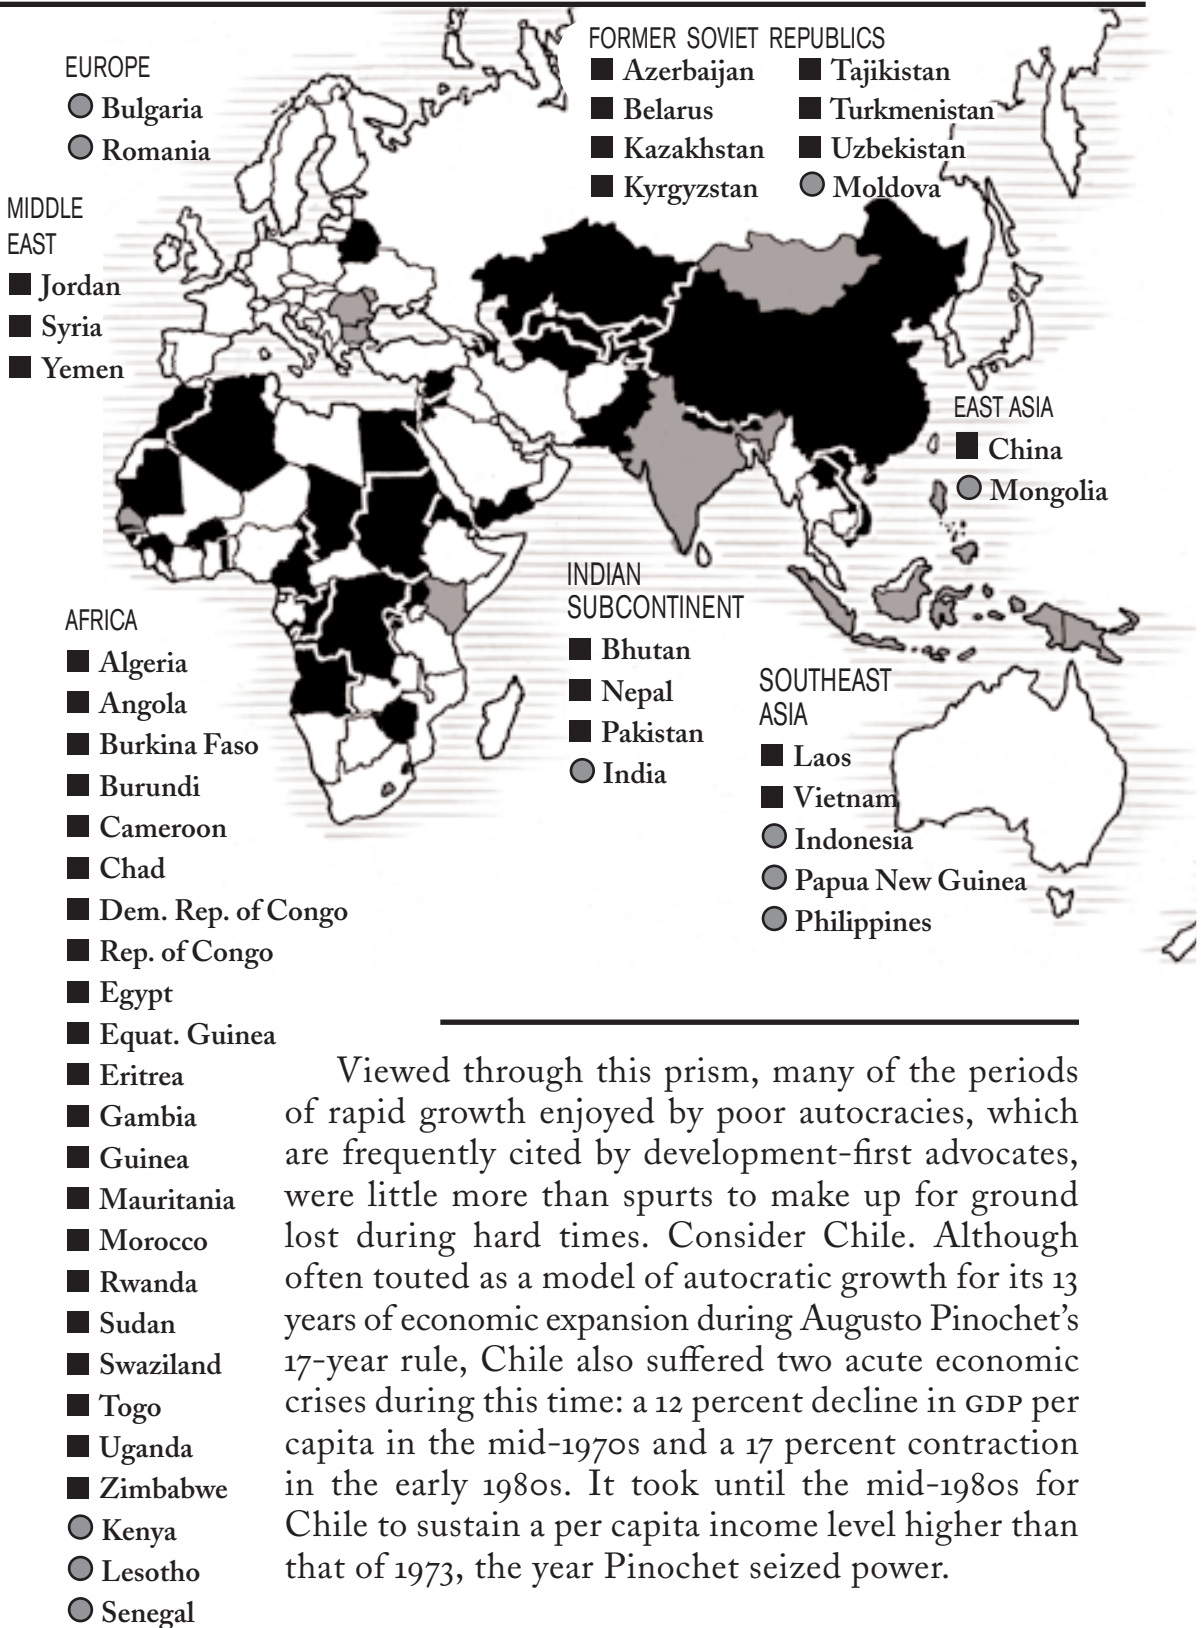 EUROPE
Bulgaria
Romania
MIDDLE
EAST
Jordan
Syria
Yemen
FORMER SOVIET REPUBLICS
Azerbaijan
Belarus
Kazakhstan
Kyrgyzstan
Tajikistan
Turkmenistan
Uzbekistan
Moldova
EAST ASIA
China
Mongolia
INDIAN
SUBCONTINENT
Bhutan
Nepal
Pakistan
India
SOUTHEAST
ASIA
Laos
Vietnam
Indonesia
Papua New Guinea
Philippines
AFRICA
Algeria
Angola
Burkina Faso
Burundi
Cameroon
Chad
Dem. Rep. of Congo
Rep. of Congo
Egypt
Equat. Guinea
Eritrea
Gambia
Guinea
Mauritania
Morocco
Rwanda
Sudan
Swaziland
Togo
Uganda
Zimbabwe
Kenya
Lesotho
Senegal
Viewed through this prism, many of the periods
of rapid growth enjoyed by poor autocracies, which
are frequently cited by development-first advocates,
were little more than spurts to make up for ground
lost during hard times. Consider Chile. Although
often touted as a model of autocratic growth for its 13
years of economic expansion during Augusto Pinochet's
17-year rule, Chile also suffered two acute economic
crises during this time: a 12 percent decline in GDP per
capita in the mid-1970s and a 17 percent contraction
in the early 1980s. It took until the mid-1980s for
Chile to sustain a per capita income level higher than
that of 1973, the year Pinochet seized power.